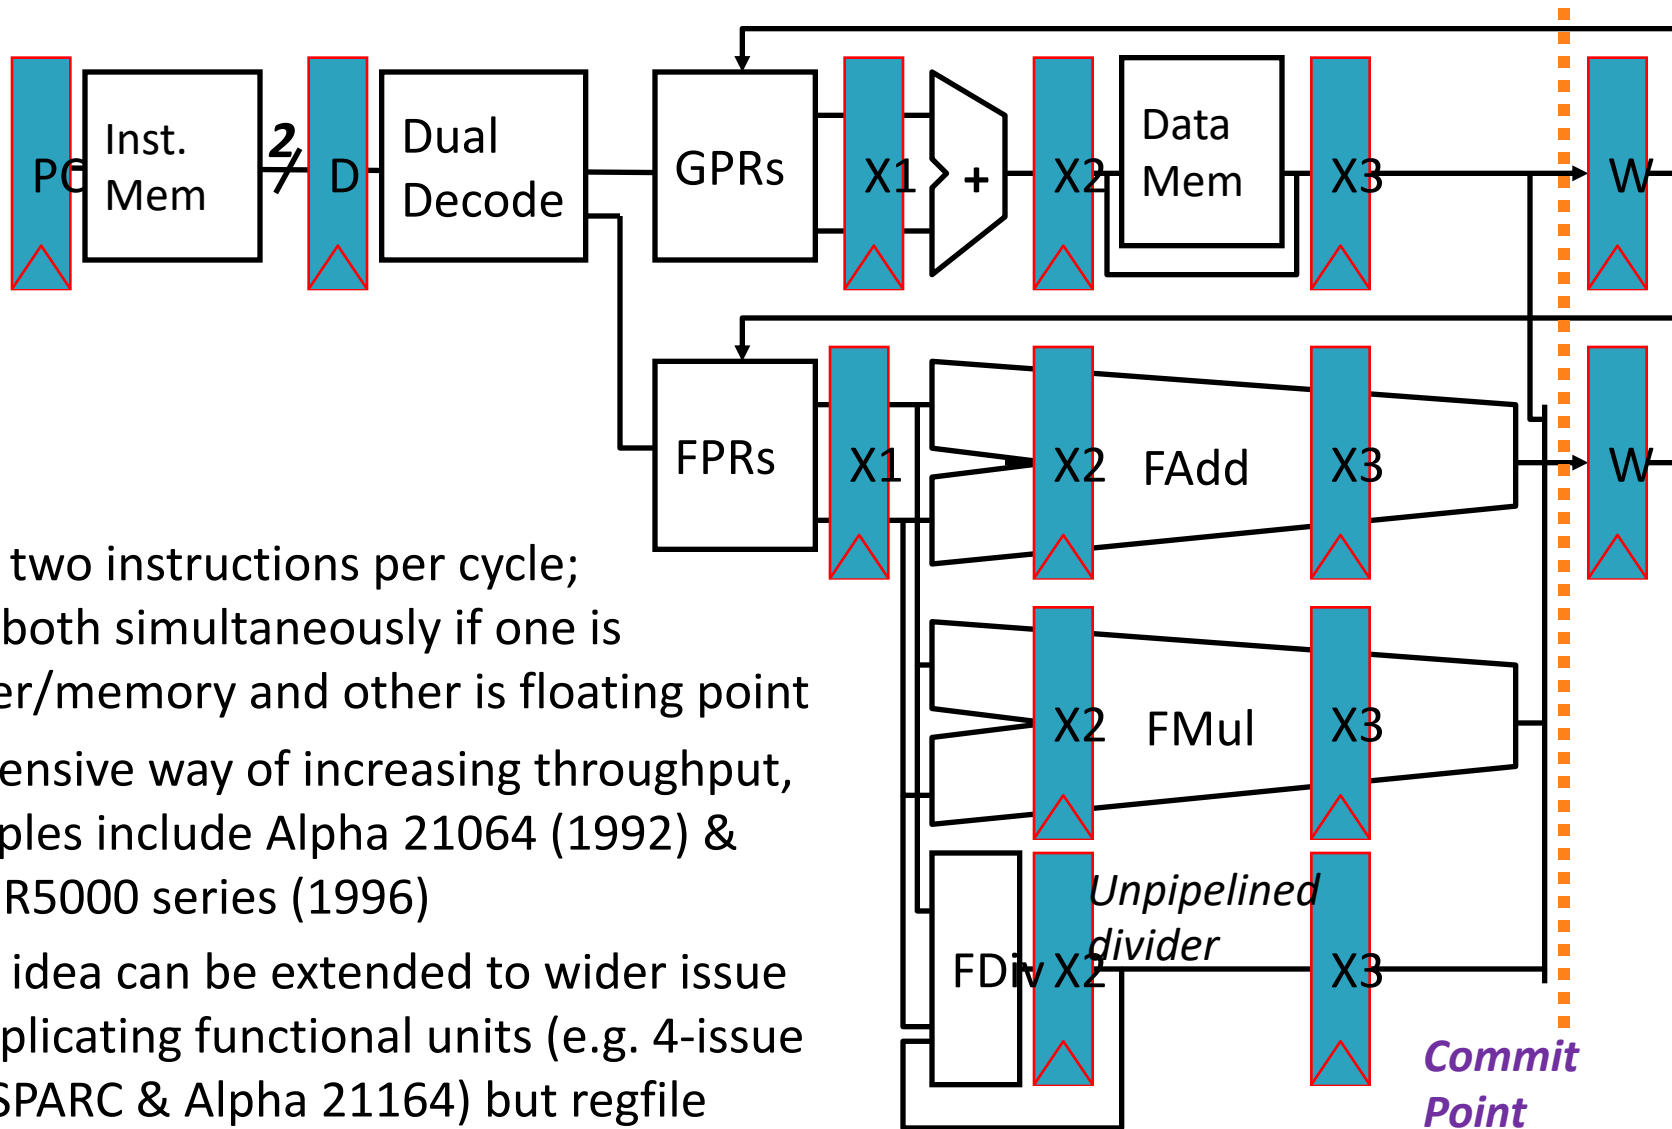 PC
Inst.
Mem
2
D
Dual
Decode
GPRs
X1
+
X2
Data
Mem
X3
W
FPRs
X1
X2
FAdd
X3
W
X2
FMul
X3
FDiv
X2
Unpipelined
divider
X3
Commit
Point
two instructions per cycle;
both simultaneously if one is
er/memory and other is floating point
ensive way of increasing throughput,
ples include Alpha 21064 (1992) &
R5000 series (1996)
idea can be extended to wider issue
plicating functional units (e.g. 4-issue
SPARC & Alpha 21164) but regfile